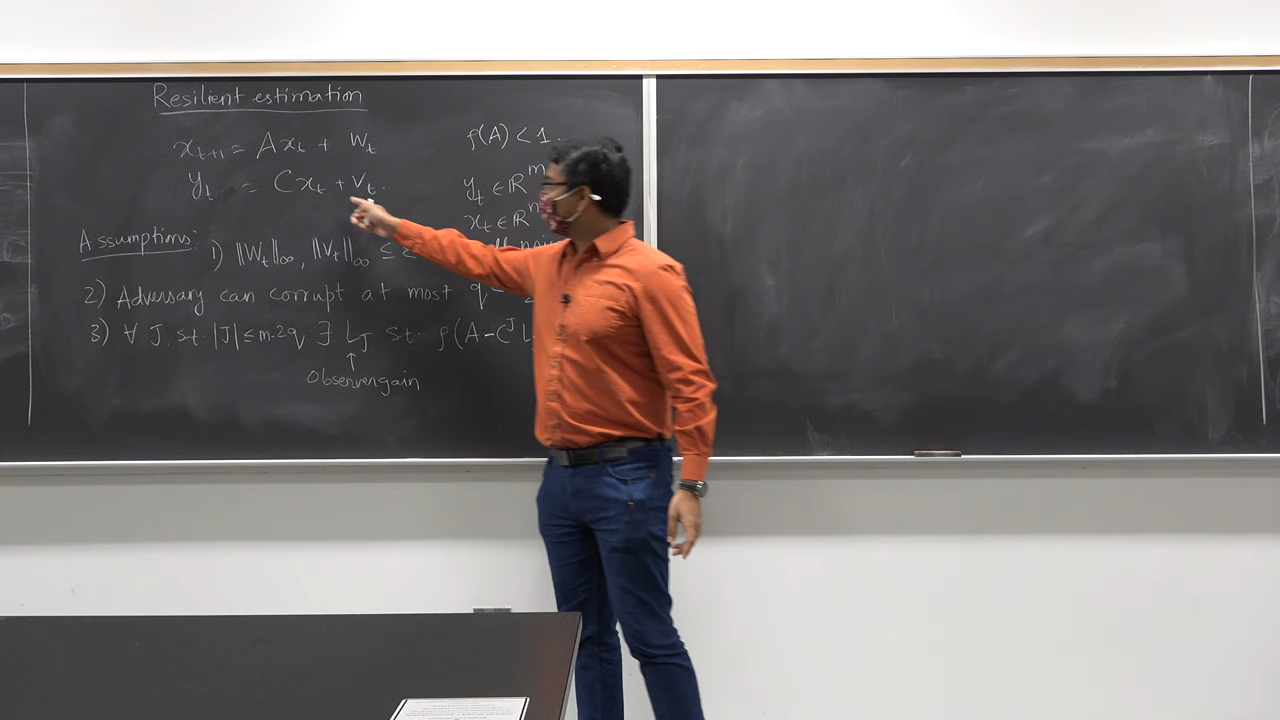 Resilient estimation
x_{t+1} = Ax_t + w_t
ρ(A) < 1.
y_t = Cx_t + v_t.
y_t ∈ ℝ^m
x_t ∈ ℝ^n
Assumptions:
1) ||w_t||_∞, ||v_t||_∞ ≤
2) Adversary can corrupt at most q
3) ∀ J s.t. |J| ≤ m-2q ∃ L_J s.t. ρ(A - C^J L
↑
Observer gain